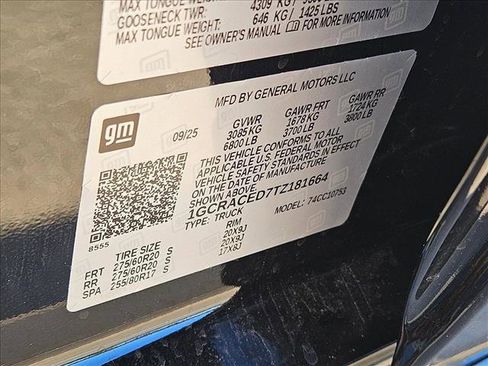 MAX TONGUE WEIGHT:
GOOSENECK TWR: 4309 KG/
MAX TONGUE WEIGHT: 646 KG / 1425 LBS
SEE OWNER'S MANUAL FOR MORE INFORMATION
gm
MFD BY GENERAL MOTORS LLC
09/25
GVWR GAWR FRT GAWR RR
3085 KG 1678 KG 1724 KG
6800 LB 3700 LB 3800 LB
THIS VEHICLE CONFORMS TO ALL
APPLICABLE U.S. FEDERAL MOTOR
VEHICLE SAFETY STANDARDS IN EFFECT
ON THE DATE OF MANUFACTURE
SHOWN ABOVE.
1GCRACED7TZ181664
TYPE: TRUCK MODEL: 74CC10753
8555
TIRE SIZE RIM
FRT 275/60R20 S 20X9J
RR 275/60R20 S 20X9J
SPA 255/80R17 S 17X8J